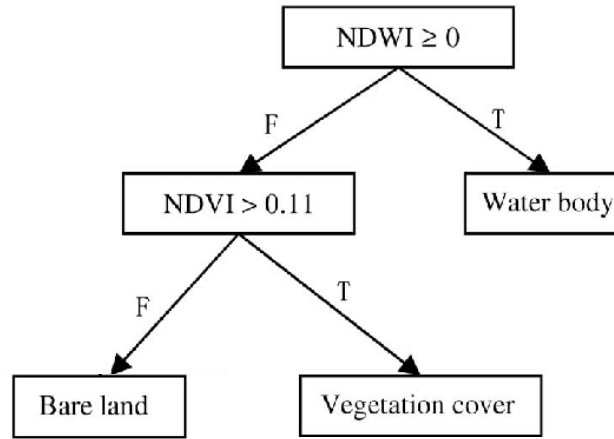 NDWI ≥ 0
F
T
NDVI > 0.11
Water body
F
T
Bare land
Vegetation cover